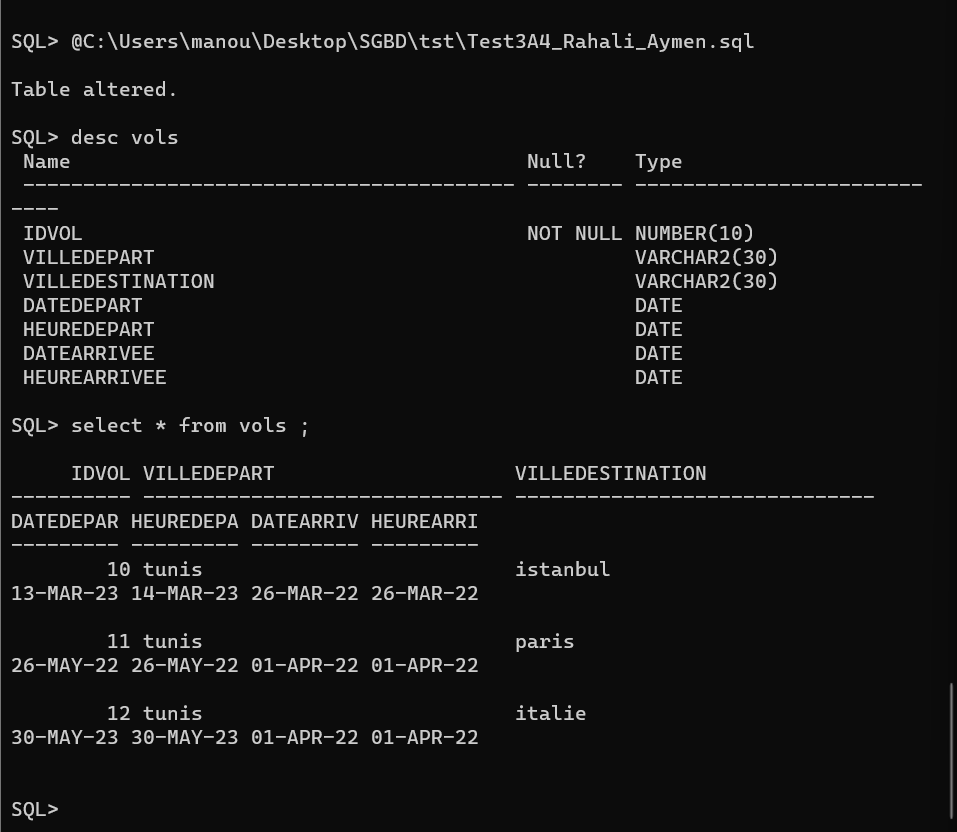 SQL> @C:\Users\manou\Desktop\SGBD\tst\Test3A4_Rahali_Aymen.sql
Table altered.
SQL> desc vols
 Name                                      Null?    Type
 ----------------------------------------- -------- ------------------------
----
 IDVOL                                     NOT NULL NUMBER(10)
 VILLEDEPART                                        VARCHAR2(30)
 VILLEDESTINATION                                   VARCHAR2(30)
 DATEDEPART                                         DATE
 HEUREDEPART                                        DATE
 DATEARRIVEE                                        DATE
 HEUREARRIVEE                                       DATE
SQL> select * from vols ;
     IDVOL VILLEDEPART                    VILLEDESTINATION
---------- ------------------------------ ------------------------------
DATEDEPAR HEUREDEPA DATEARRIV HEUREARRI
--------- --------- --------- ---------
        10 tunis                          istanbul
13-MAR-23 14-MAR-23 26-MAR-22 26-MAR-22
        11 tunis                          paris
26-MAY-22 26-MAY-22 01-APR-22 01-APR-22
        12 tunis                          italie
30-MAY-23 30-MAY-23 01-APR-22 01-APR-22
SQL>